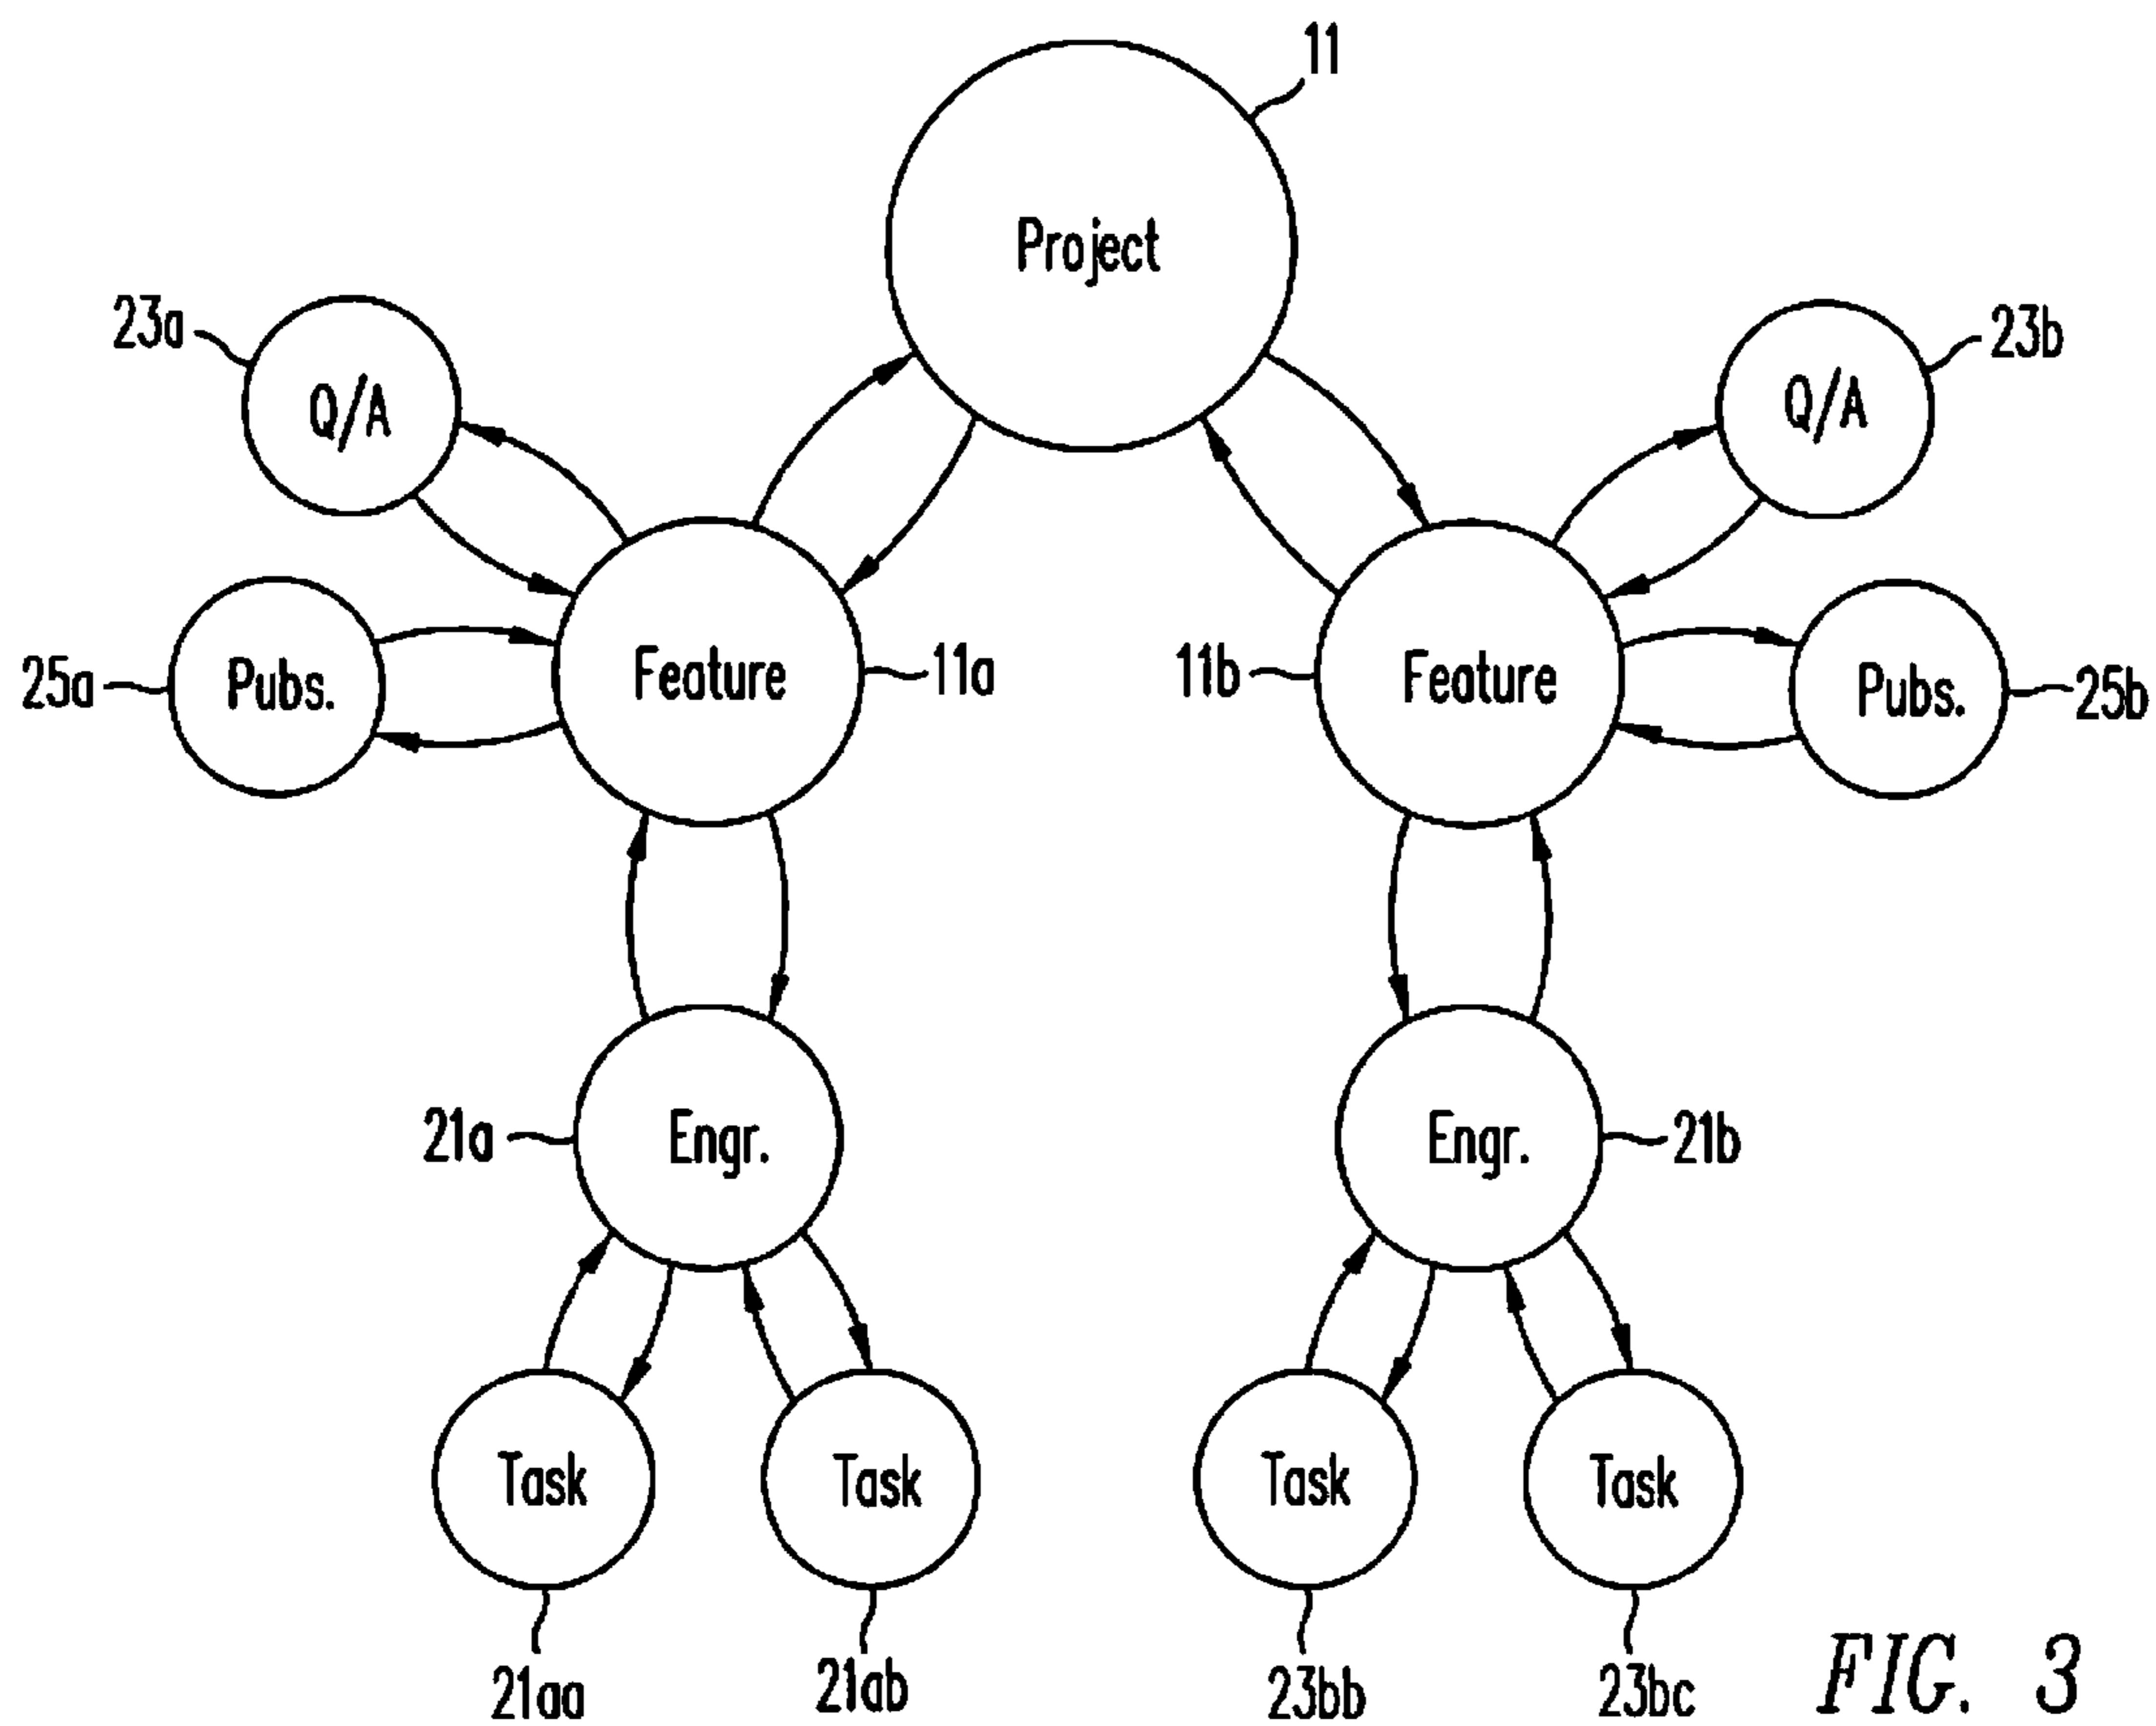 11
Project
23a
Q/A
23b
Q/A
25a
Pubs.
Feature
11a
11b
Feature
Pubs.
25b
21a
Engr.
Engr.
21b
Task
Task
Task
Task
21aa
21ab
23bb
23bc
FIG. 3